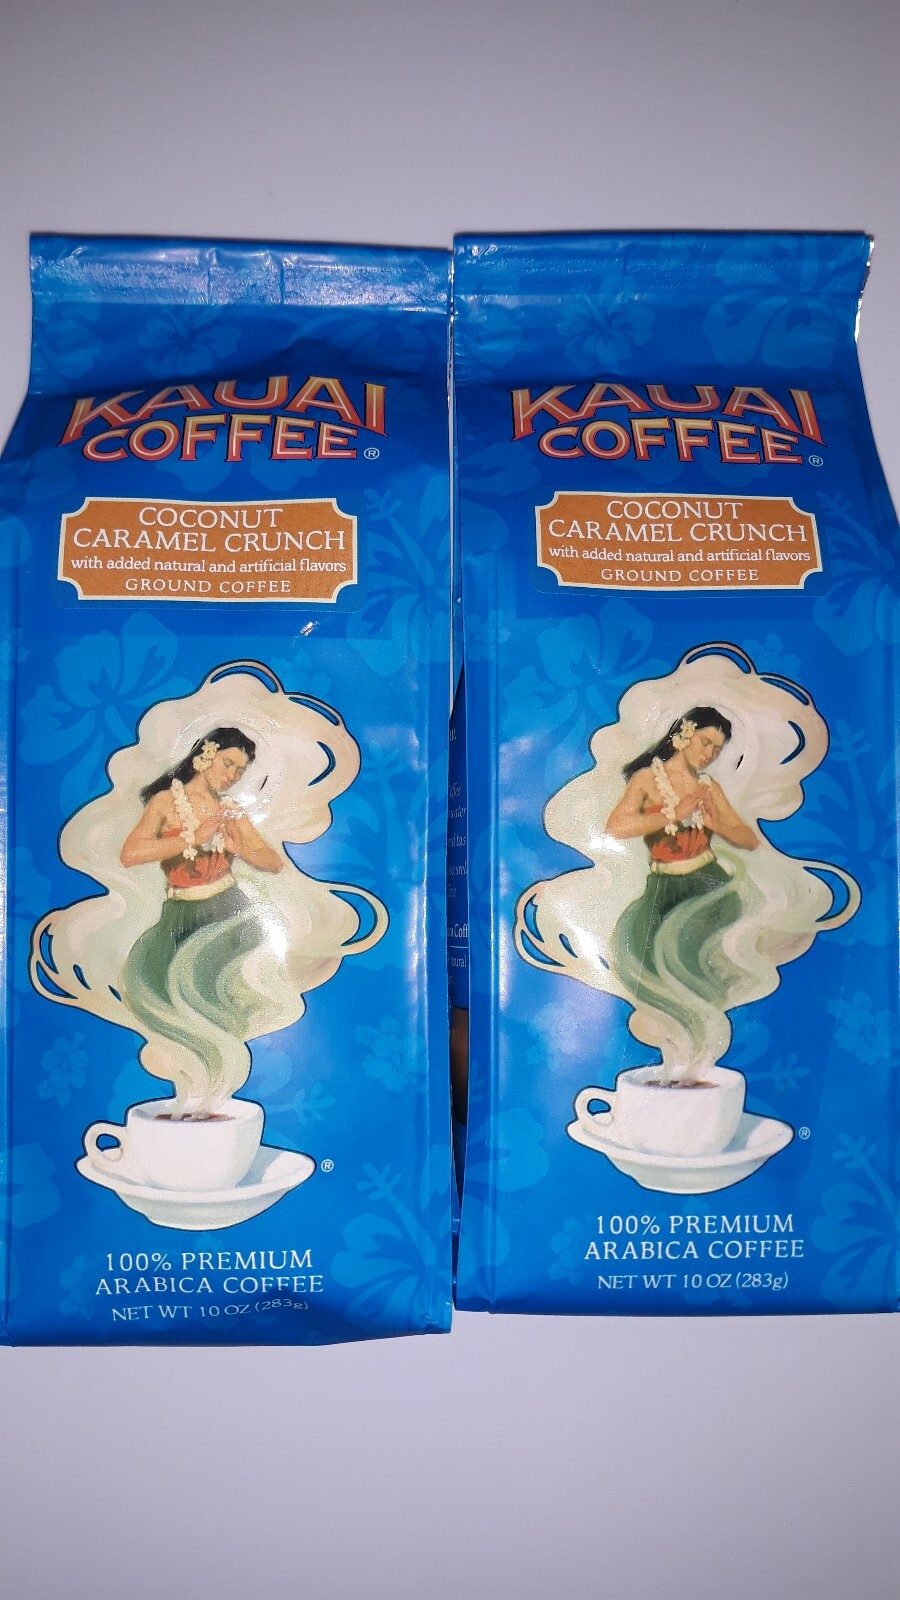 KAUAI
COFFEE®
COCONUT
CARAMEL CRUNCH
with added natural and artificial flavors
GROUND COFFEE
®
100% PREMIUM
ARABICA COFFEE
NET WT 10 OZ (283g)
KAUAI
COFFEE®
COCONUT
CARAMEL CRUNCH
with added natural and artificial flavors
GROUND COFFEE
®
100% PREMIUM
ARABICA COFFEE
NET WT 10 OZ (283g)